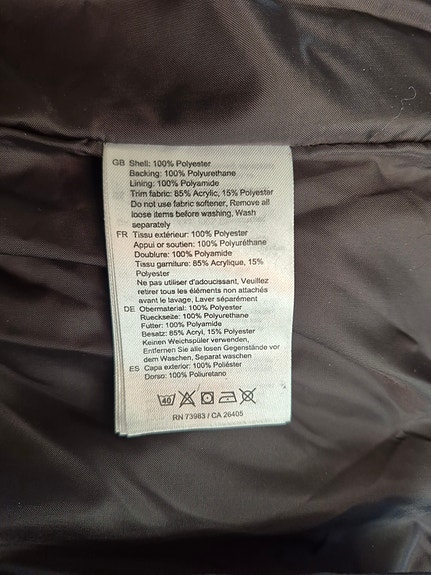 GB Shell: 100% Polyester
Backing: 100% Polyurethane
Lining: 100% Polyamide
Trim fabric: 85% Acrylic, 15% Polyester
Do not use fabric softener, Remove all
loose items before washing, Wash
separately
FR Tissu extérieur: 100% Polyester
Appui or soutien: 100% Polyuréthane
Doublure: 100% Polyamide
Tissu garniture: 85% Acrylique, 15%
Polyester
Ne pas utiliser d'adoucissant, Veuillez
retirer tous les éléments non attachés
avant le lavage, Laver séparément
DE Obermaterial: 100% Polyester
Rueckseite: 100% Polyurethane
Futter: 100% Polyamide
Besatz: 85% Acryl, 15% Polyester
Keinen Weichspüler verwenden,
Entfernen Sie alle losen Gegenstände vor
dem Waschen, Separat waschen
ES Capa exterior: 100% Poliéster
Dorso: 100% Poliuretano
40
RN 73963 / CA 26405